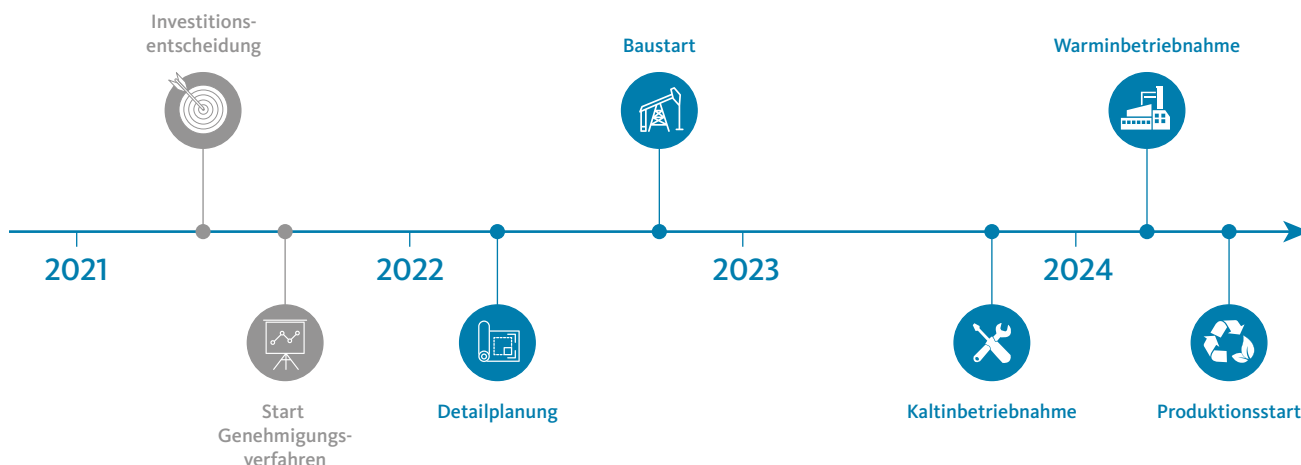 Investitions-
entscheidung
Baustart
Warminbetriebnahme
2021
2022
2023
2024
Start
Genehmigungs-
verfahren
Detailplanung
Kaltinbetriebnahme
Produktionsstart